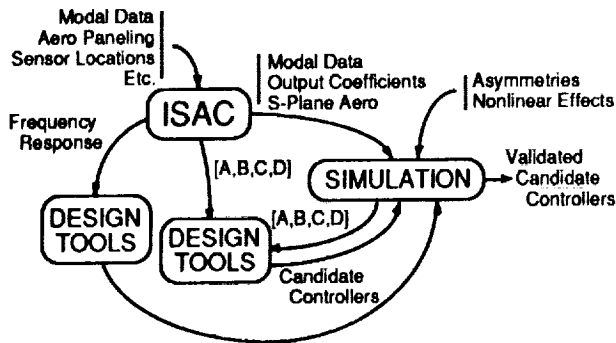 Modal Data
Aero Paneling
Sensor Locations
Etc.
Modal Data
Output Coefficients
S-Plane Aero
Asymmetries
Nonlinear Effects
ISAC
Frequency
Response
[A,B,C,D]
SIMULATION
Validated
Candidate
Controllers
DESIGN
TOOLS
DESIGN
TOOLS
[A,B,C,D]
Candidate
Controllers